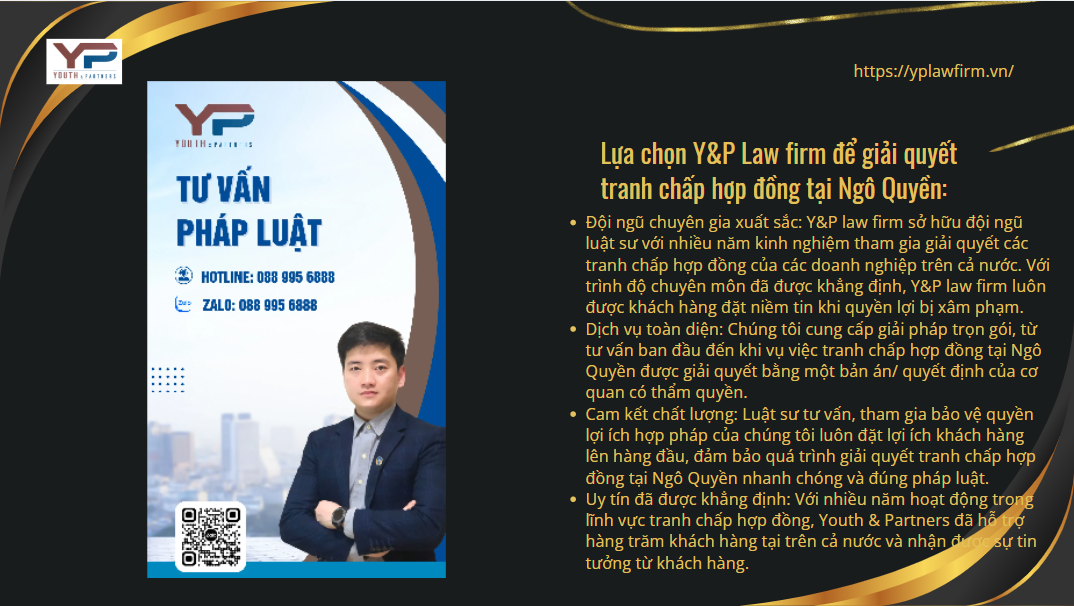 YP
YOUTH & PARTNERS
https://yplawfirm.vn/
YP
YOUTH & PARTNERS
TƯ VẤN
PHÁP LUẬT
HOTLINE: 088 995 6888
Zalo
ZALO: 088 995 6888
Lựa chọn Y&P Law firm để giải quyết
tranh chấp hợp đồng tại Ngô Quyền:
• Đội ngũ chuyên gia xuất sắc: Y&P law firm sở hữu đội ngũ
luật sư với nhiều năm kinh nghiệm tham gia giải quyết các
tranh chấp hợp đồng của các doanh nghiệp trên cả nước. Với
trình độ chuyên môn đã được khẳng định, Y&P law firm luôn
được khách hàng đặt niềm tin khi quyền lợi bị xâm phạm.
• Dịch vụ toàn diện: Chúng tôi cung cấp giải pháp trọn gói, từ
tư vấn ban đầu đến khi vụ việc tranh chấp hợp đồng tại Ngô
Quyền được giải quyết bằng một bản án/ quyết định của cơ
quan có thẩm quyền.
• Cam kết chất lượng: Luật sư tư vấn, tham gia bảo vệ quyền
lợi ích hợp pháp của chúng tôi luôn đặt lợi ích khách hàng
lên hàng đầu, đảm bảo quá trình giải quyết tranh chấp hợp
đồng tại Ngô Quyền nhanh chóng và đúng pháp luật.
• Uy tín đã được khẳng định: Với nhiều năm hoạt động trong
lĩnh vực tranh chấp hợp đồng, Youth & Partners đã hỗ trợ
hàng trăm khách hàng tại trên cả nước và nhận được sự tin
tưởng từ khách hàng.